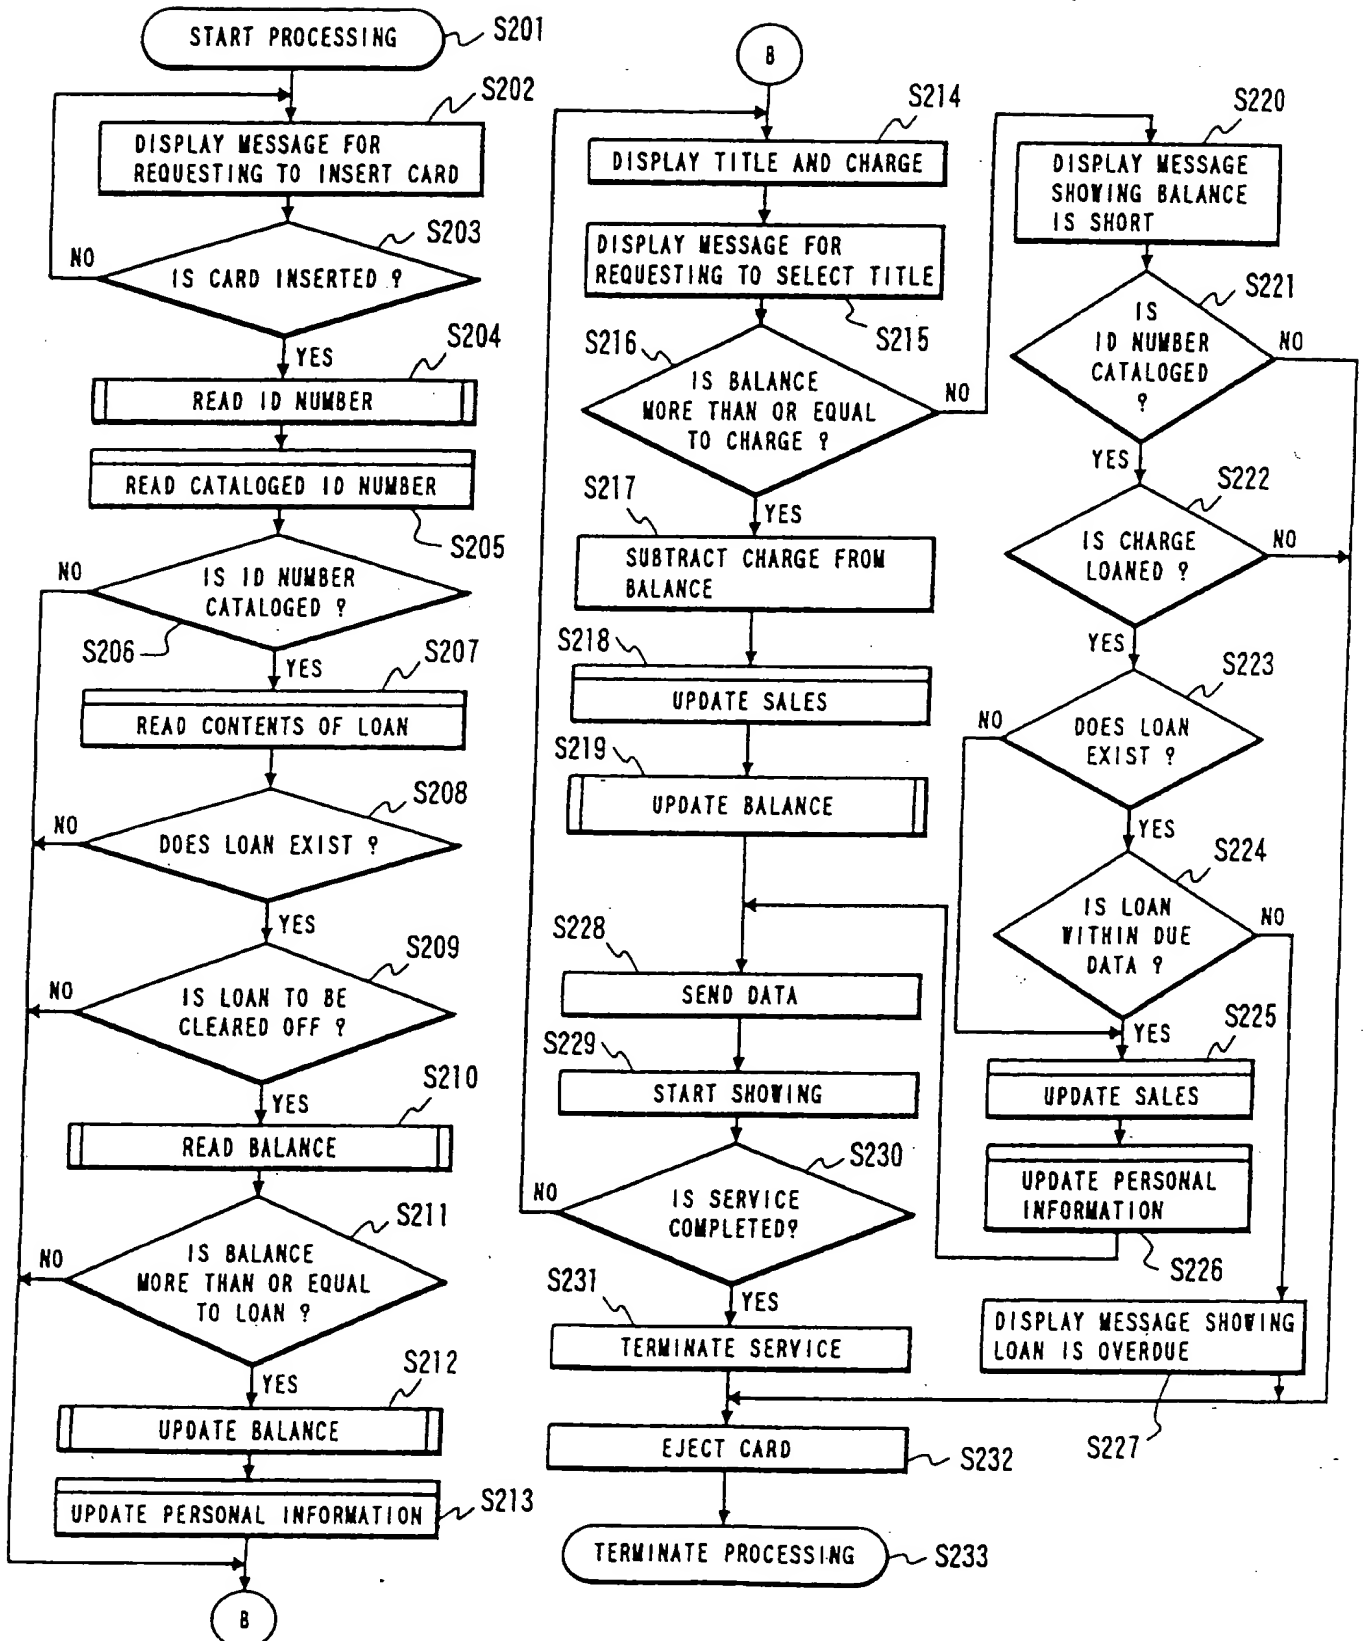 START PROCESSING
S201
S202
DISPLAY MESSAGE FOR
REQUESTING TO INSERT CARD
S203
NO
IS CARD INSERTED ?
YES
S204
READ ID NUMBER
READ CATALOGED ID NUMBER
S205
NO
IS ID NUMBER
CATALOGED ?
S206
YES
S207
READ CONTENTS OF LOAN
S208
NO
DOES LOAN EXIST ?
YES
S209
NO
IS LOAN TO BE
CLEARED OFF ?
YES
S210
READ BALANCE
S211
NO
IS BALANCE
MORE THAN OR EQUAL
TO LOAN ?
YES
S212
UPDATE BALANCE
UPDATE PERSONAL INFORMATION
S213
B
B
S214
DISPLAY TITLE AND CHARGE
DISPLAY MESSAGE FOR
REQUESTING TO SELECT TITLE
S215
S216
IS BALANCE
MORE THAN OR EQUAL
TO CHARGE ?
NO
YES
S217
SUBTRACT CHARGE FROM
BALANCE
S218
UPDATE SALES
S219
UPDATE BALANCE
S228
SEND DATA
S229
START SHOWING
S230
NO
IS SERVICE
COMPLETED?
YES
S231
TERMINATE SERVICE
EJECT CARD
S232
TERMINATE PROCESSING
S233
S220
DISPLAY MESSAGE
SHOWING BALANCE
IS SHORT
S221
IS
ID NUMBER
CATALOGED
?
NO
YES
S222
IS CHARGE
LOANED ?
NO
YES
S223
NO
DOES LOAN
EXIST ?
YES
S224
IS LOAN
WITHIN DUE
DATA ?
NO
YES
S225
UPDATE SALES
UPDATE PERSONAL
INFORMATION
S226
DISPLAY MESSAGE SHOWING
LOAN IS OVERDUE
S227